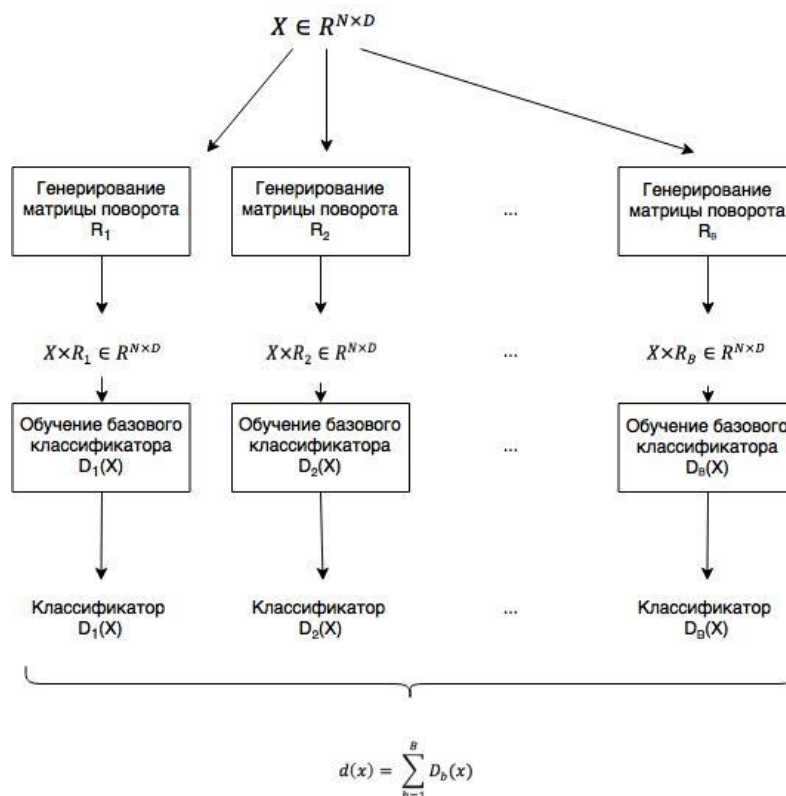 X ∈ R^{N×D}
Генерирование матрицы поворота R₁
Генерирование матрицы поворота R₂
...
Генерирование матрицы поворота R_B
X×R₁ ∈ R^{N×D}
X×R₂ ∈ R^{N×D}
...
X×R_B ∈ R^{N×D}
Обучение базового классификатора D₁(X)
Обучение базового классификатора D₂(X)
...
Обучение базового классификатора D_B(X)
Классификатор D₁(X)
Классификатор D₂(X)
...
Классификатор D_B(X)
d(x) = ∑_{b=1}^{B} D_b(x)